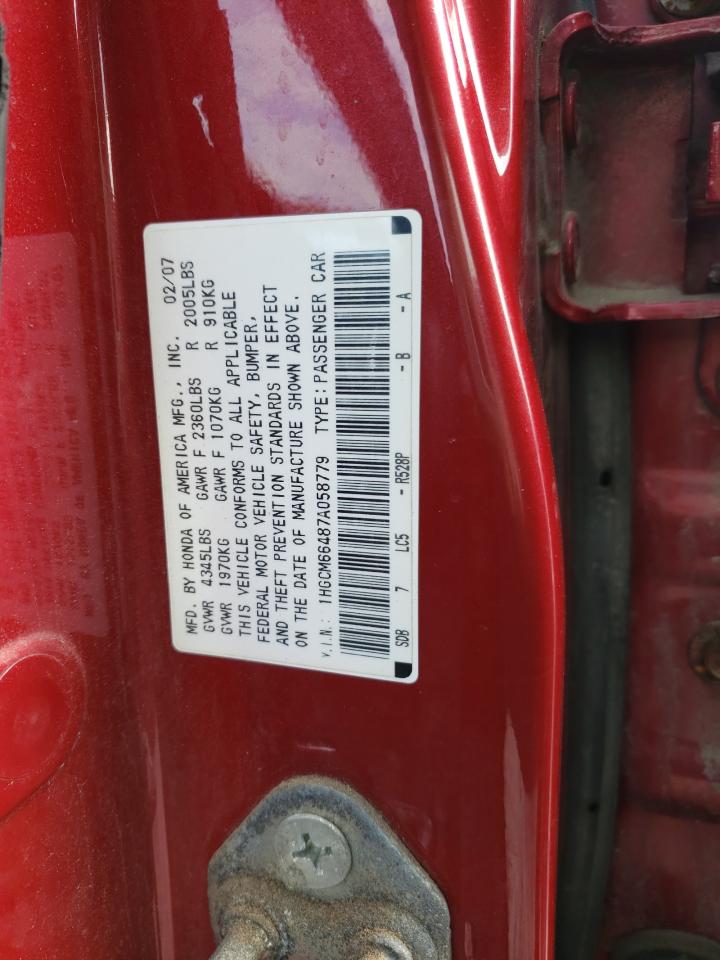 MFD. BY HONDA OF AMERICA MFG., INC. 02/07
GVWR 4345LBS GAWR F 2360LBS R 2005LBS
GVWR 1970KG GAWR F 1070KG R 910KG
THIS VEHICLE CONFORMS TO ALL APPLICABLE
FEDERAL MOTOR VEHICLE SAFETY, BUMPER,
AND THEFT PREVENTION STANDARDS IN EFFECT
ON THE DATE OF MANUFACTURE SHOWN ABOVE.
V.I.N.: 1HGCM66487A058779 TYPE:PASSENGER CAR
SDB 7 LC5 - R528P - B - A